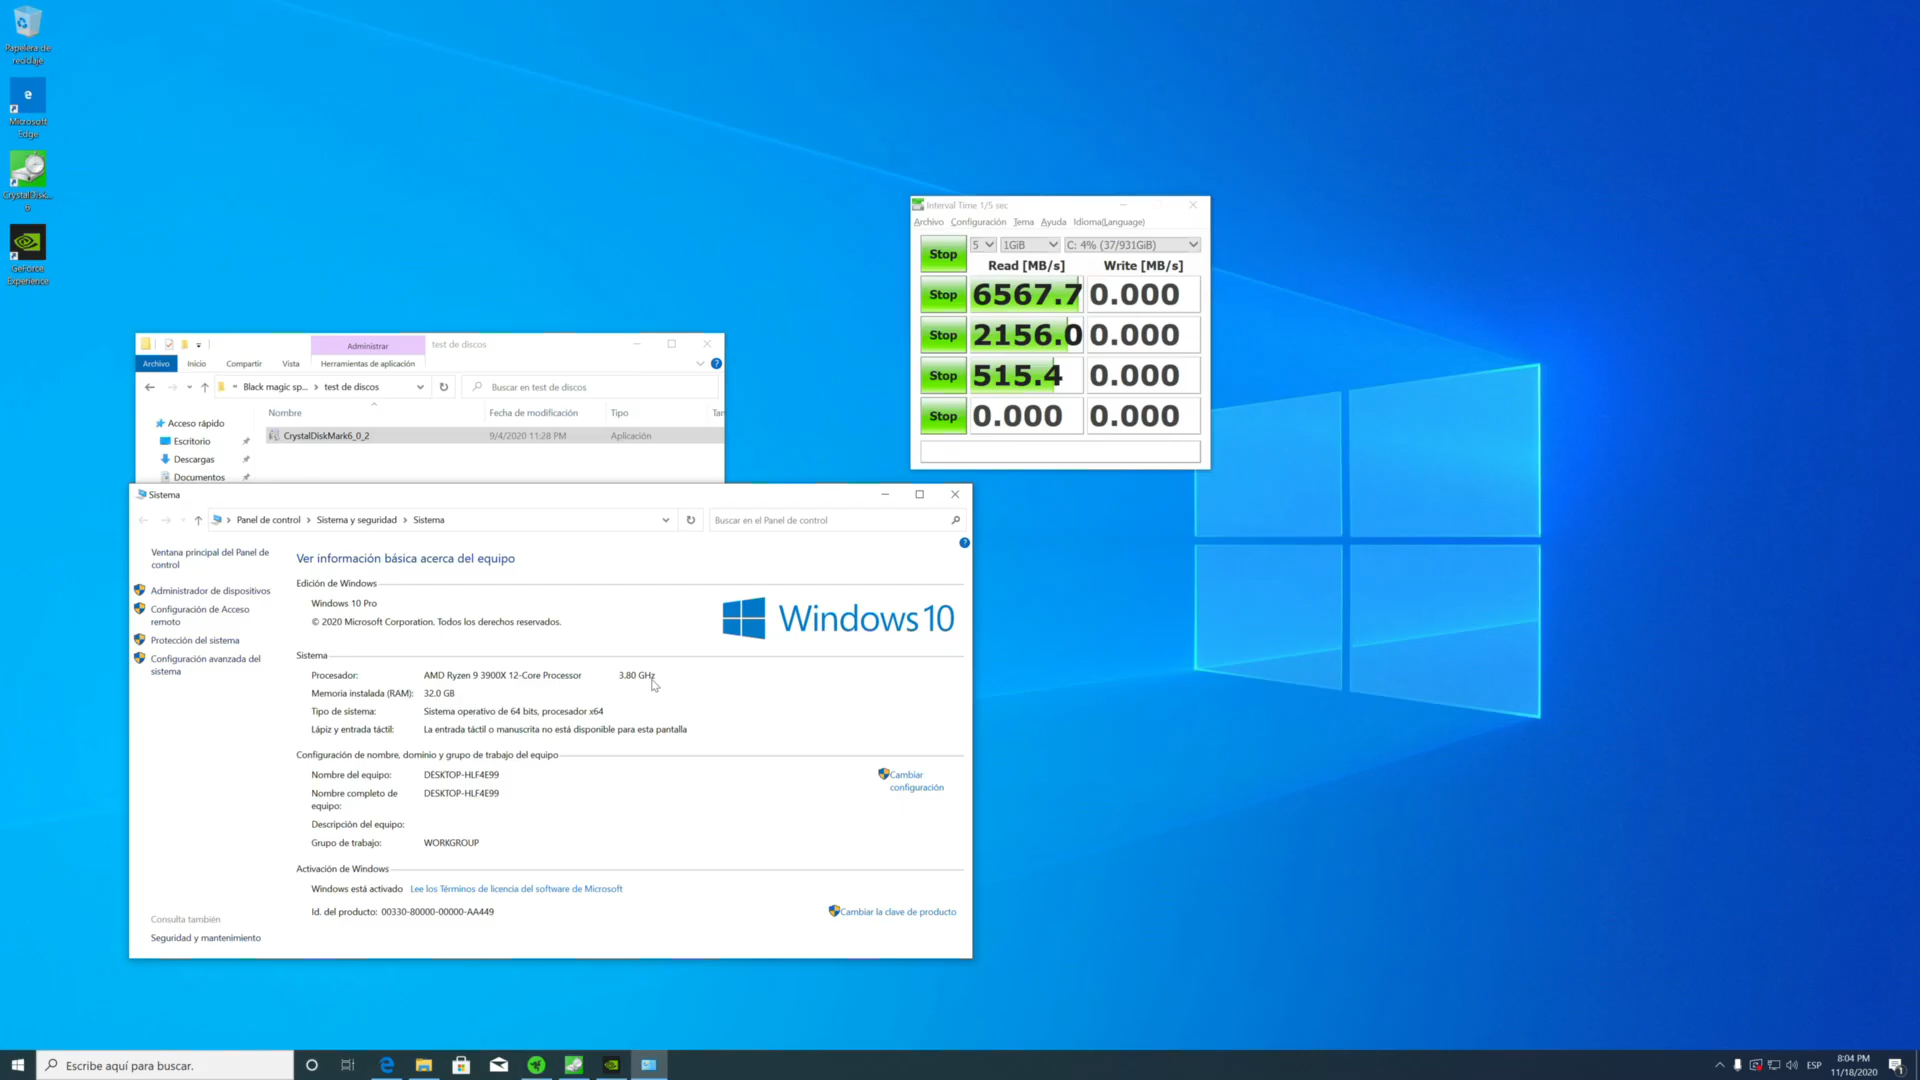 Papelera de
reciclaje
e
Microsoft
Edge
CrystalDisk...
6
GeForce
Experience
Interval Time 1/5 sec
Archivo Configuración Tema Ayuda Idioma(Language)
Stop 5 1GiB C: 4% (37/931GiB)
Read [MB/s] Write [MB/s]
Stop 6567.7 0.000
Stop 2156.0 0.000
Stop 515.4 0.000
Stop 0.000 0.000
Administrar test de discos
Archivo Inicio Compartir Vista Herramientas de aplicación
« Black magic sp... > test de discos Buscar en test de discos
Nombre Fecha de modificación Tipo Tar
Acceso rápido
Escritorio CrystalDiskMark6_0_2 9/4/2020 11:28 PM Aplicación
Descargas
Documentos
Sistema
> Panel de control > Sistema y seguridad > Sistema Buscar en el Panel de control
Ventana principal del Panel de
control
Administrador de dispositivos
Configuración de Acceso
remoto
Protección del sistema
Configuración avanzada del
sistema
Consulta también
Seguridad y mantenimiento
Ver información básica acerca del equipo
Edición de Windows
Windows 10 Pro
© 2020 Microsoft Corporation. Todos los derechos reservados.
Windows 10
Sistema
Procesador: AMD Ryzen 9 3900X 12-Core Processor 3.80 GHz
Memoria instalada (RAM): 32.0 GB
Tipo de sistema: Sistema operativo de 64 bits, procesador x64
Lápiz y entrada táctil: La entrada táctil o manuscrita no está disponible para esta pantalla
Configuración de nombre, dominio y grupo de trabajo del equipo
Nombre del equipo: DESKTOP-HLF4E99
Nombre completo de
equipo: DESKTOP-HLF4E99
Descripción del equipo:
Grupo de trabajo: WORKGROUP
Cambiar
configuración
Activación de Windows
Windows está activado Lee los Términos de licencia del software de Microsoft
Id. del producto: 00330-80000-00000-AA449
Cambiar la clave de producto
Escribe aquí para buscar.
ESP
8:04 PM
11/18/2020
1